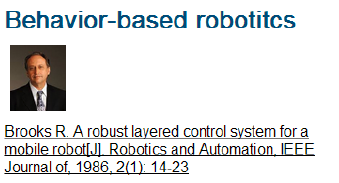 Behavior-based robotitcs
Brooks R. A robust layered control system for a
mobile robot[J]. Robotics and Automation, IEEE
Journal of, 1986, 2(1): 14-23